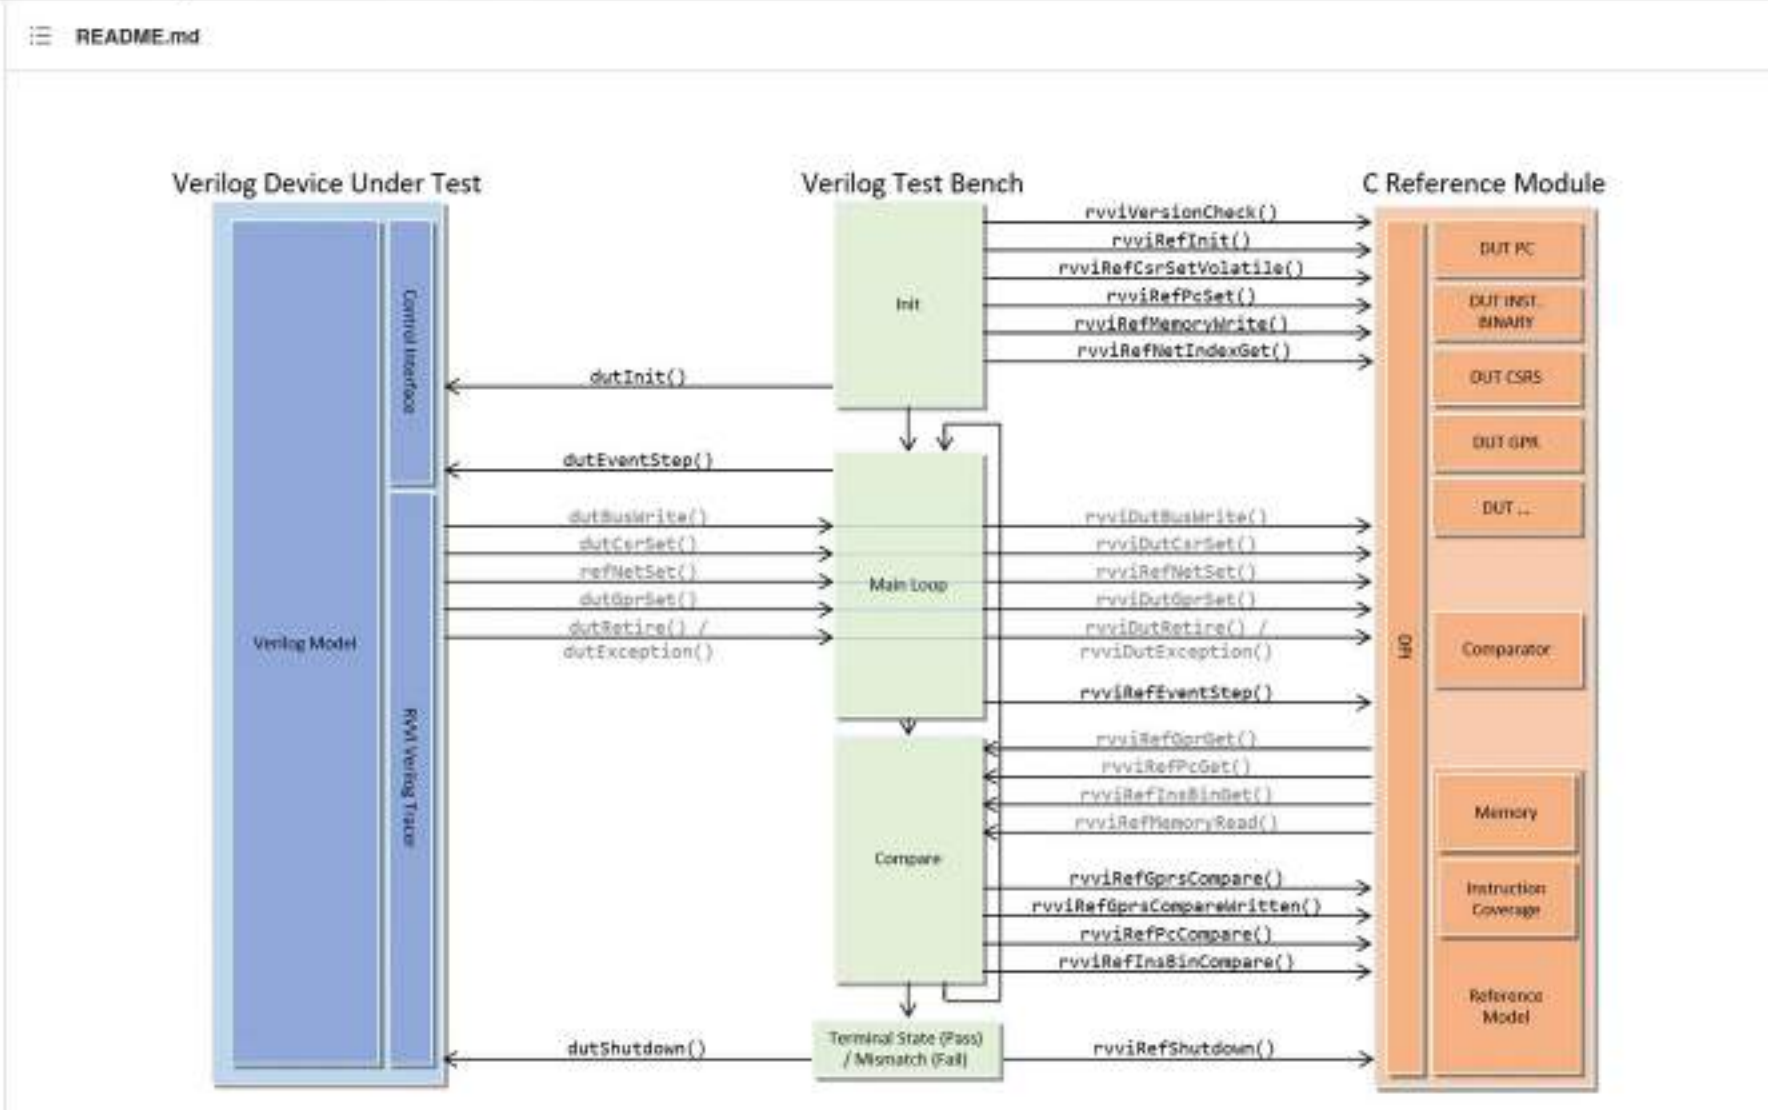 README.md
Verilog Device Under Test
Verilog Test Bench
C Reference Module
Verilog Model
Control Interface
RVVI Verilog Tracer
dutInit()
dutEventStep()
dutBusWrite()
dutCsrSet()
refNetSet()
dutGprSet()
dutRetire() /
dutException()
dutShutdown()
Init
Main Loop
Compare
Terminal State (Pass)
/ Mismatch (Fail)
rvviVersionCheck()
rvviRefInit()
rvviRefCsrSetVolatile()
rvviRefPcSet()
rvviRefMemoryWrite()
rvviRefNetIndexGet()
rvviDutBusWrite()
rvviDutCsrSet()
rvviRefNetSet()
rvviDutGprSet()
rvviDutRetire() /
rvviDutException()
rvviRefEventStep()
rvviRefGprGet()
rvviRefPcGet()
rvviRefInsBinGet()
rvviRefMemoryRead()
rvviRefGprsCompare()
rvviRefGprsCompareWritten()
rvviRefPcCompare()
rvviRefInsBinCompare()
rvviRefShutdown()
DPI
DUT PC
DUT INST.
BINARY
DUT CSRS
DUT GPR
DUT ...
Comparator
Memory
Instruction
Coverage
Reference
Model